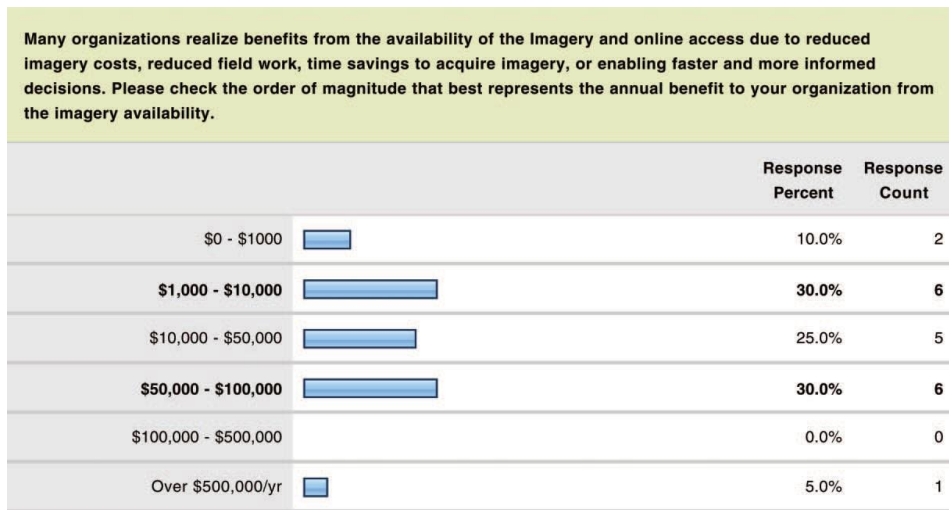 Many organizations realize benefits from the availability of the Imagery and online access due to reduced
imagery costs, reduced field work, time savings to acquire imagery, or enabling faster and more informed
decisions. Please check the order of magnitude that best represents the annual benefit to your organization from
the imagery availability.
Response Percent Response Count
$0 - $1000 10.0% 2
$1,000 - $10,000 30.0% 6
$10,000 - $50,000 25.0% 5
$50,000 - $100,000 30.0% 6
$100,000 - $500,000 0.0% 0
Over $500,000/yr 5.0% 1